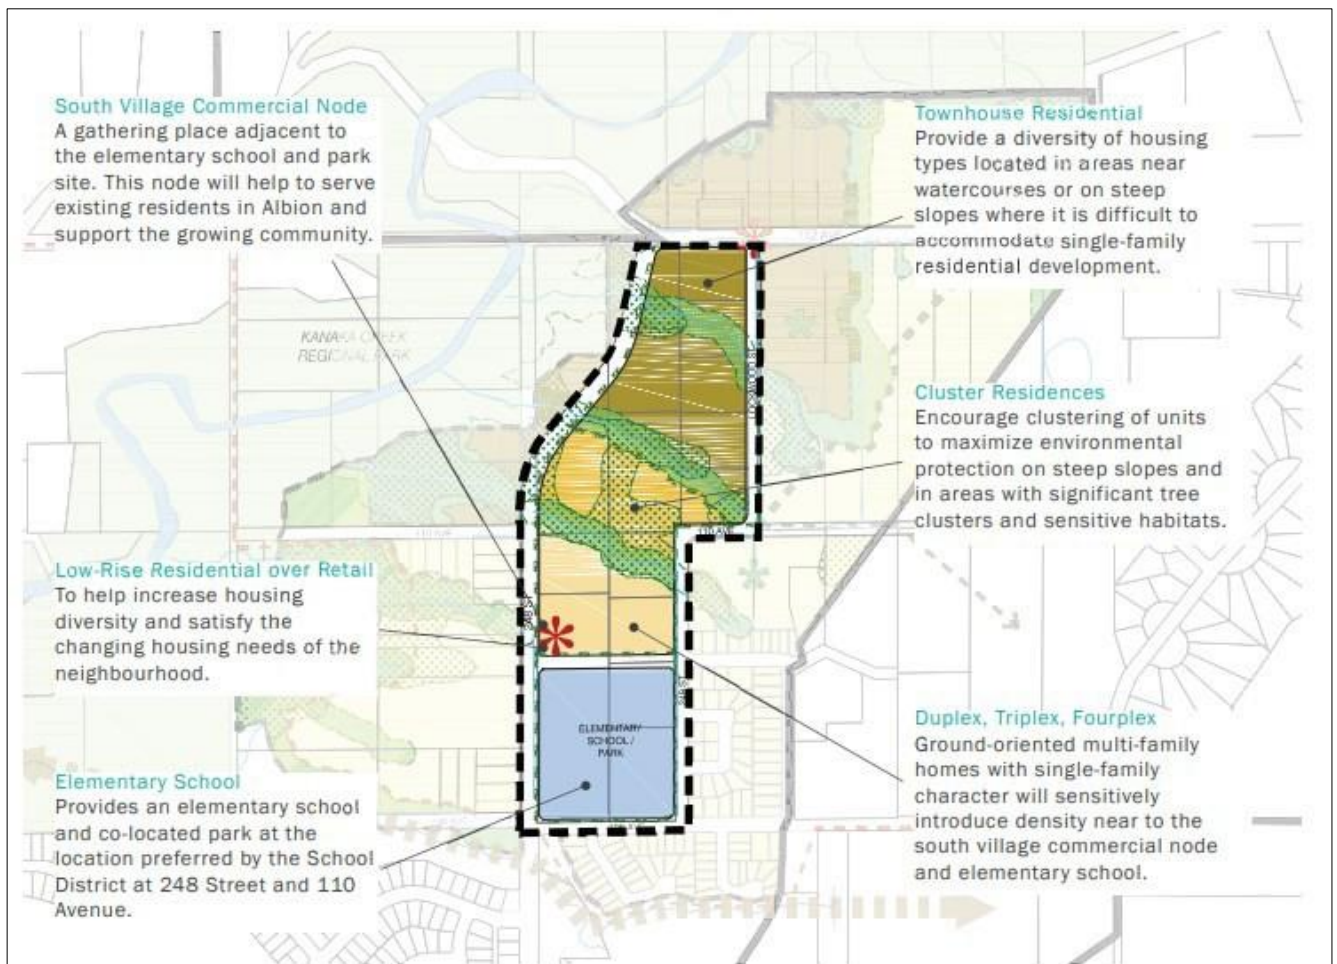 South Village Commercial Node
A gathering place adjacent to
the elementary school and park
site. This node will help to serve
existing residents in Albion and
support the growing community.
Townhouse Residential
Provide a diversity of housing
types located in areas near
watercourses or on steep
slopes where it is difficult to
accommodate single-family
residential development.
KANAKA CREEK
REGIONAL PARK
LOCKWOOD ST
Cluster Residences
Encourage clustering of units
to maximize environmental
protection on steep slopes and
in areas with significant tree
clusters and sensitive habitats.
110 AVE
110 AVE
Low-Rise Residential over Retail
To help increase housing
diversity and satisfy the
changing housing needs of the
neighbourhood.
248 ST
ELEMENTARY
SCHOOL /
PARK
Elementary School
Provides an elementary school
and co-located park at the
location preferred by the School
District at 248 Street and 110
Avenue.
Duplex, Triplex, Fourplex
Ground-oriented multi-family
homes with single-family
character will sensitively
introduce density near to the
south village commercial node
and elementary school.